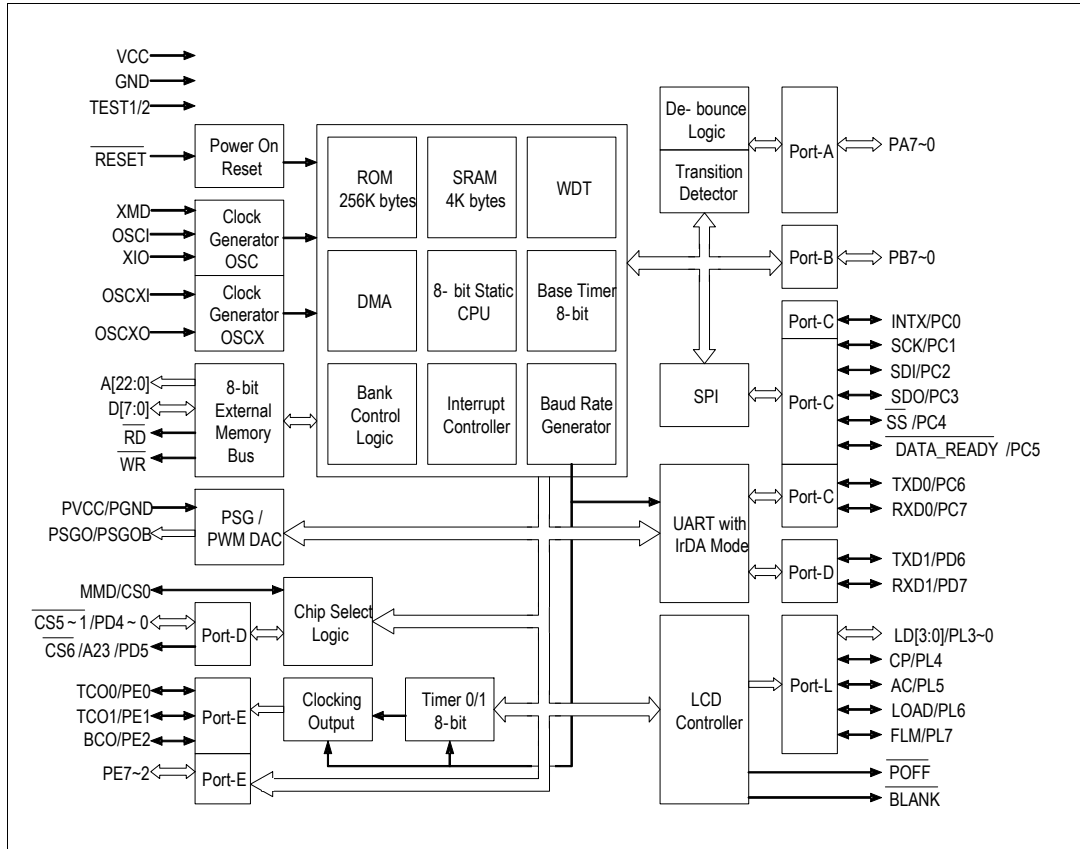 VCC
GND
TEST1/2
RESET
Power On
Reset
XMD
OSCI
XIO
Clock
Generator
OSC
OSCXI
OSCXO
Clock
Generator
OSCX
A[22:0]
D[7:0]
RD
WR
8-bit
External
Memory
Bus
PVCC/PGND
PSGO/PSGOB
PSG /
PWM DAC
MMD/CS0
CS5 ~ 1 /PD4 ~ 0
CS6 /A23 /PD5
Port-D
Chip Select
Logic
TCO0/PE0
TCO1/PE1
BCO/PE2
PE7~2
Port-E
Port-E
Clocking
Output
Timer 0/1
8-bit
ROM
256K bytes
SRAM
4K bytes
WDT
DMA
8- bit Static
CPU
Base Timer
8-bit
Bank
Control
Logic
Interrupt
Controller
Baud Rate
Generator
De- bounce
Logic
Transition
Detector
Port-A
PA7~0
Port-B
PB7~0
SPI
Port-C
INTX/PC0
Port-C
SCK/PC1
SDI/PC2
SDO/PC3
SS /PC4
DATA_READY /PC5
UART with
IrDA Mode
Port-C
TXD0/PC6
RXD0/PC7
Port-D
TXD1/PD6
RXD1/PD7
LCD
Controller
Port-L
LD[3:0]/PL3~0
CP/PL4
AC/PL5
LOAD/PL6
FLM/PL7
POFF
BLANK